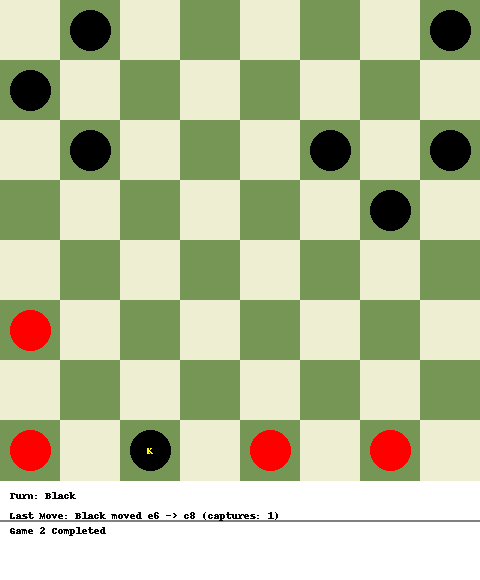 K
Turn: Black
Last Move: Black moved e6 -> c8 (captures: 1)
Game 2 Completed